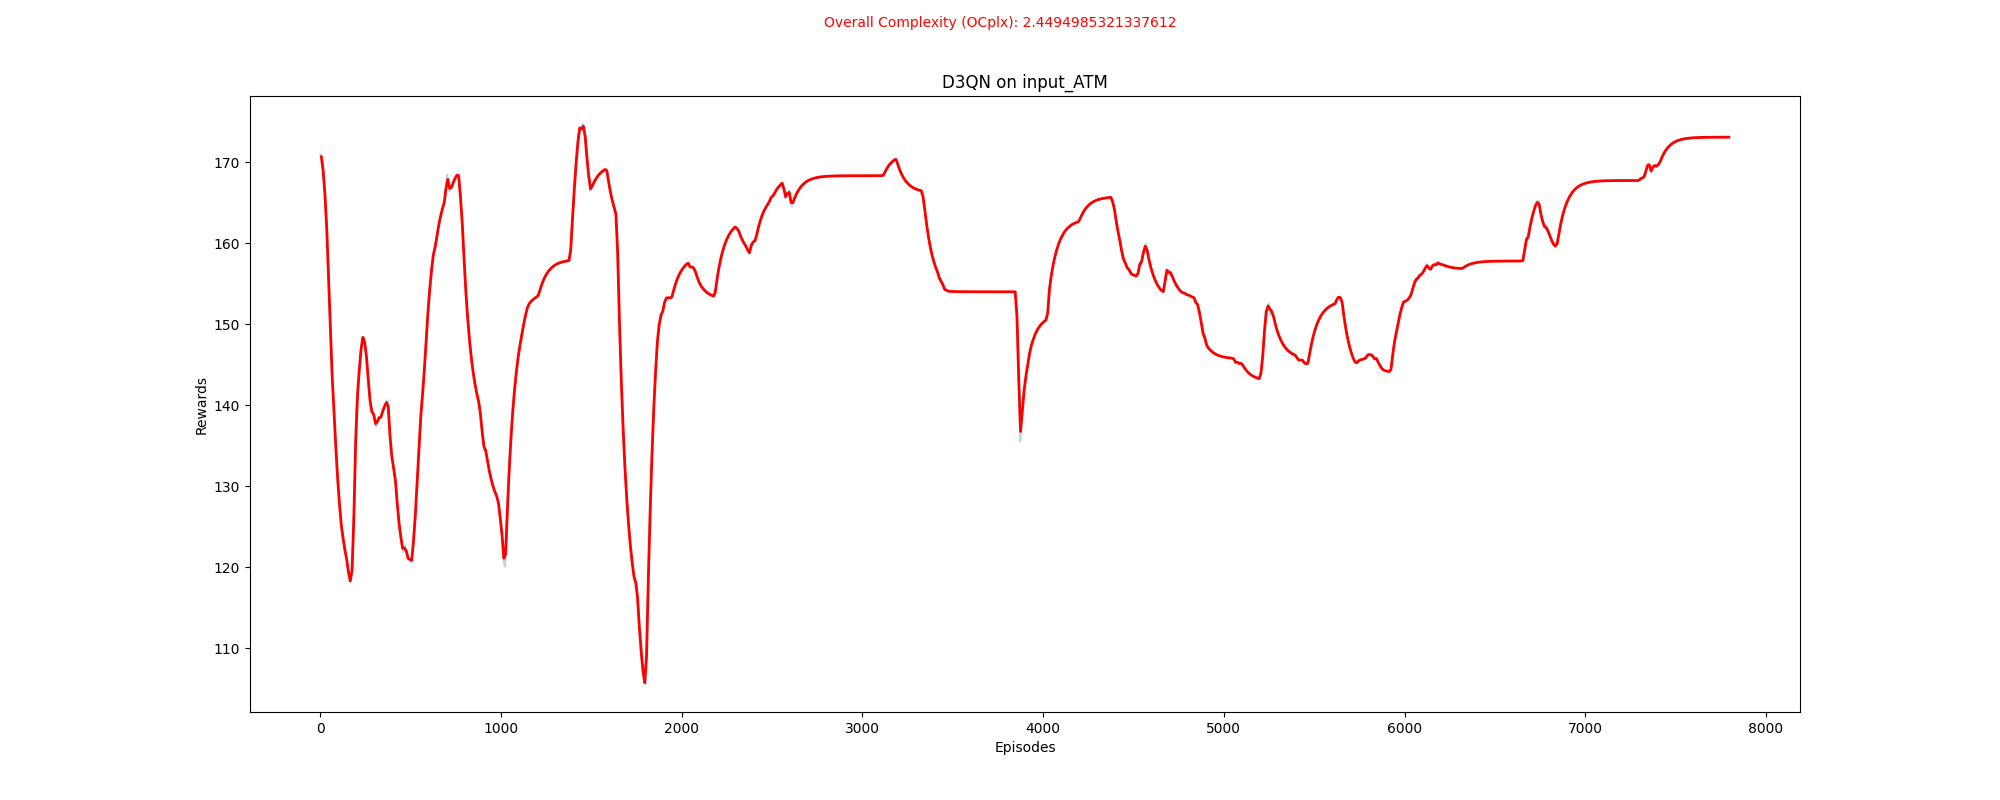 Overall Complexity (OCplx): 2.4494985321337612
D3QN on input_ATM
170
160
150
140
130
120
110
Rewards
0 1000 2000 3000 4000 5000 6000 7000 8000
Episodes